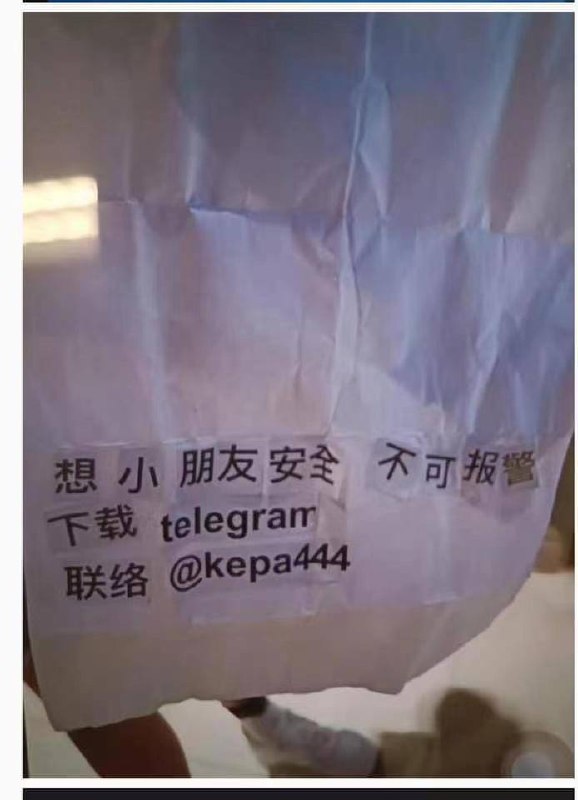 想小朋友安全 不可报警
下载 telegram
联络 @kepa444